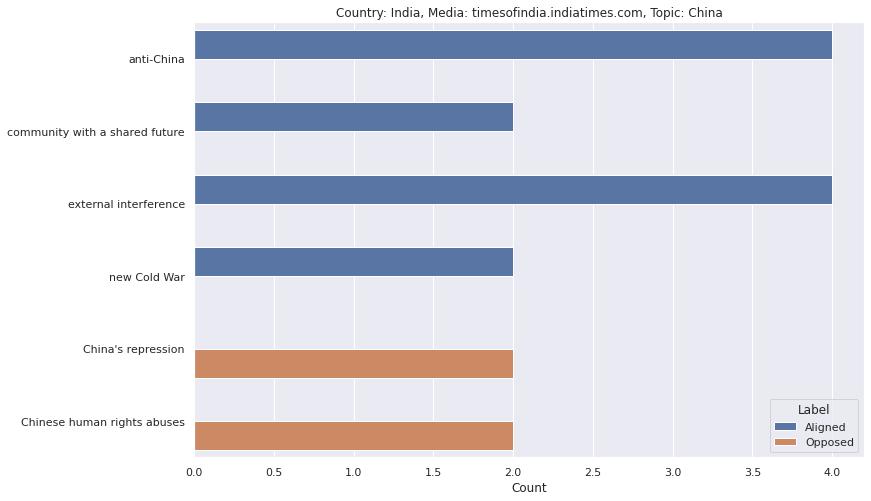 Country: India, Media: timesofindia.indiatimes.com, Topic: China
anti-China
community with a shared future
external interference
new Cold War
China's repression
Chinese human rights abuses
Label
Aligned
Opposed
0.0 0.5 1.0 1.5 2.0 2.5 3.0 3.5 4.0
Count